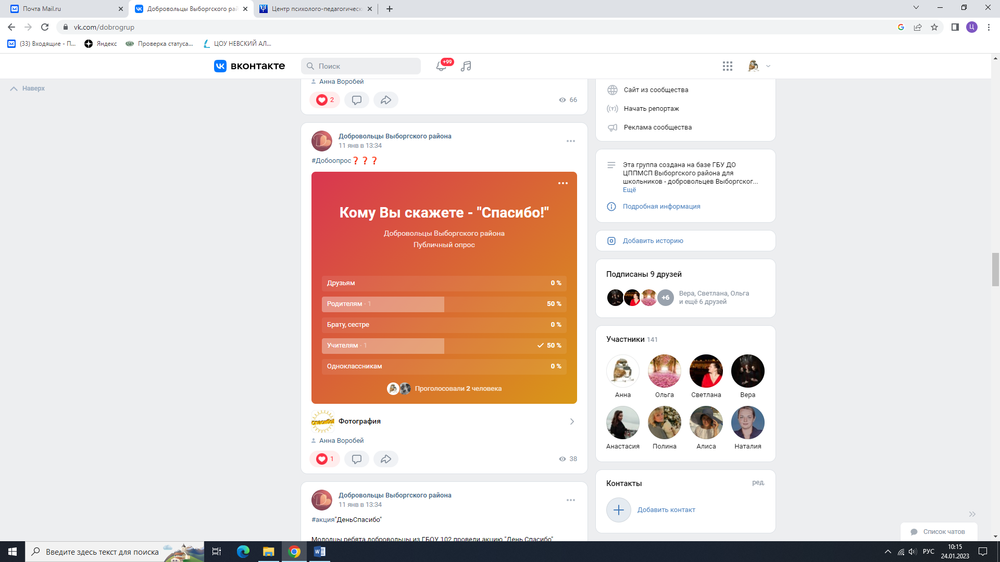 Почта Mail.ru
Добровольцы Выборгского рай
Центр психолого-педагогическ
vk.com/dobrogrup
(33) Входящие - П...
Яндекс
Проверка статуса...
ЦОУ НЕВСКИЙ АЛ...
Ц
вконтакте
Поиск
+99
Наверх
Анна Воробей
2
66
Добровольцы Выборгского района
11 янв в 13:34
#Добоопрос❓❓❓
Кому Вы скажете - "Спасибо!"
Добровольцы Выборгского района
Публичный опрос
Друзьям 0 %
Родителям · 1 50 %
Брату, сестре 0 %
Учителям · 1 50 %
Одноклассникам 0 %
Проголосовали 2 человека
спасибо!
Фотография
Анна Воробей
1
38
Добровольцы Выборгского района
11 янв в 13:34
#акция"ДеньСпасибо"
Молодцы ребята добровольцы из ГБОУ 102 провели акцию "День Спасибо"
Сайт из сообщества
Начать репортаж
Реклама сообщества
Эта группа создана на базе ГБУ ДО
ЦППМСП Выборгского района для
школьников - добровольцев Выборгског...
Ещё
Подробная информация
Добавить историю
Подписаны 9 друзей
+6
Вера, Светлана, Ольга
и ещё 6 друзей
Участники 141
Анна
Ольга
Светлана
Вера
Анастасия
Полина
Алиса
Наталия
Контакты
ред.
Добавить контакт
Список чатов
Введите здесь текст для поиска
РУС
10:15
24.01.2023